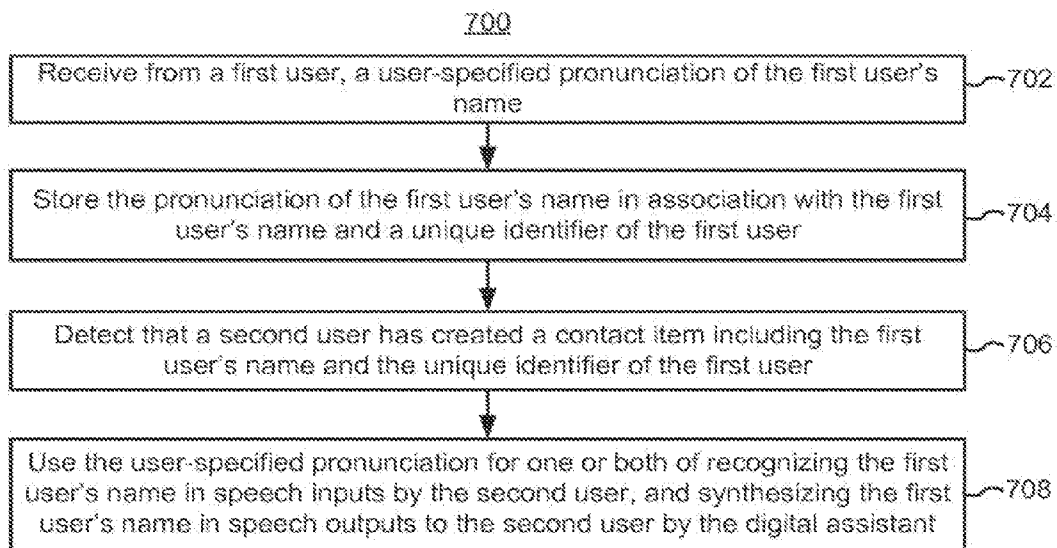 700
Receive from a first user, a user-specified pronunciation of the first user's
name
702
Store the pronunciation of the first user's name in association with the first
user's name and a unique identifier of the first user
704
Detect that a second user has created a contact item including the first
user's name and the unique identifier of the first user
706
Use the user-specified pronunciation for one or both of recognizing the first
user's name in speech inputs by the second user, and synthesizing the first
user's name in speech outputs to the second user by the digital assistant
708